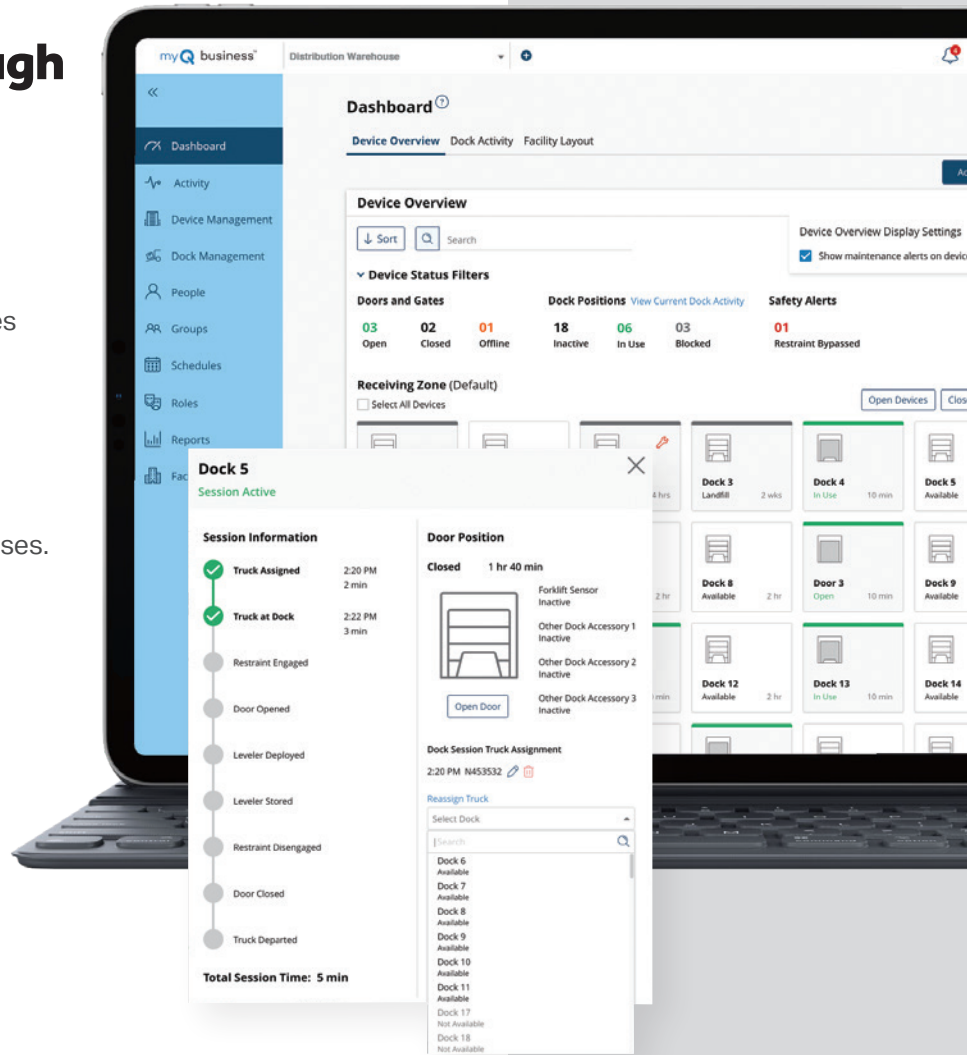 ugh
es
ses.
myQ business
Distribution Warehouse
4
Dashboard
Activity
Device Management
Dock Management
People
Groups
Schedules
Roles
Reports
Fac
Dashboard ?
Device Overview Dock Activity Facility Layout
Device Overview
Sort Search
Device Overview Display Settings
Show maintenance alerts on devic
Device Status Filters
Doors and Gates Dock Positions View Current Dock Activity Safety Alerts
03 02 01 18 06 03 01
Open Closed Offline Inactive In Use Blocked Restraint Bypassed
Receiving Zone (Default)
Select All Devices
Open Devices Clos
Dock 3 Dock 4 Dock 5
4 hrs Landfill 2 wks In Use 10 min Available
Dock 8 Door 3 Dock 9
2 hr Available 2 hr Open 10 min Available
Dock 12 Dock 13 Dock 14
min Available 2 hr In Use 10 min Available
Dock 5
Session Active
Session Information
Truck Assigned 2:20 PM
2 min
Truck at Dock 2:22 PM
3 min
Restraint Engaged
Door Opened
Leveler Deployed
Leveler Stored
Restraint Disengaged
Door Closed
Truck Departed
Total Session Time: 5 min
Door Position
Closed 1 hr 40 min
Forklift Sensor
Inactive
Other Dock Accessory 1
Inactive
Other Dock Accessory 2
Inactive
Other Dock Accessory 3
Inactive
Open Door
Dock Session Truck Assignment
2:20 PM N453532
Reassign Truck
Select Dock
Search
Dock 6
Available
Dock 7
Available
Dock 8
Available
Dock 9
Available
Dock 10
Available
Dock 11
Available
Dock 17
Not Available
Dock 18
Not Available